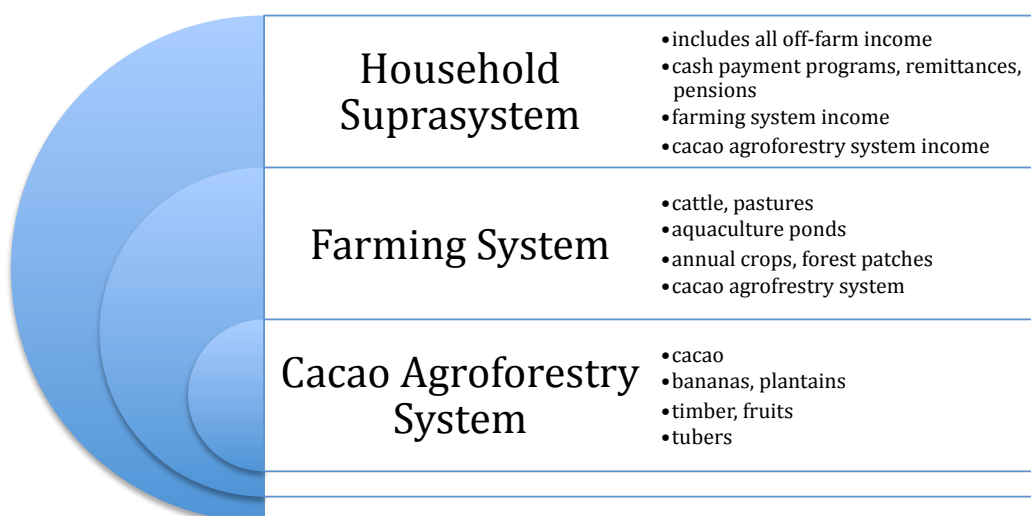 Household
Suprasystem
•includes all off-farm income
•cash payment programs, remittances,
pensions
•farming system income
•cacao agroforestry system income
Farming System
•cattle, pastures
•aquaculture ponds
•annual crops, forest patches
•cacao agrofrestry system
Cacao Agroforestry
System
•cacao
•bananas, plantains
•timber, fruits
•tubers